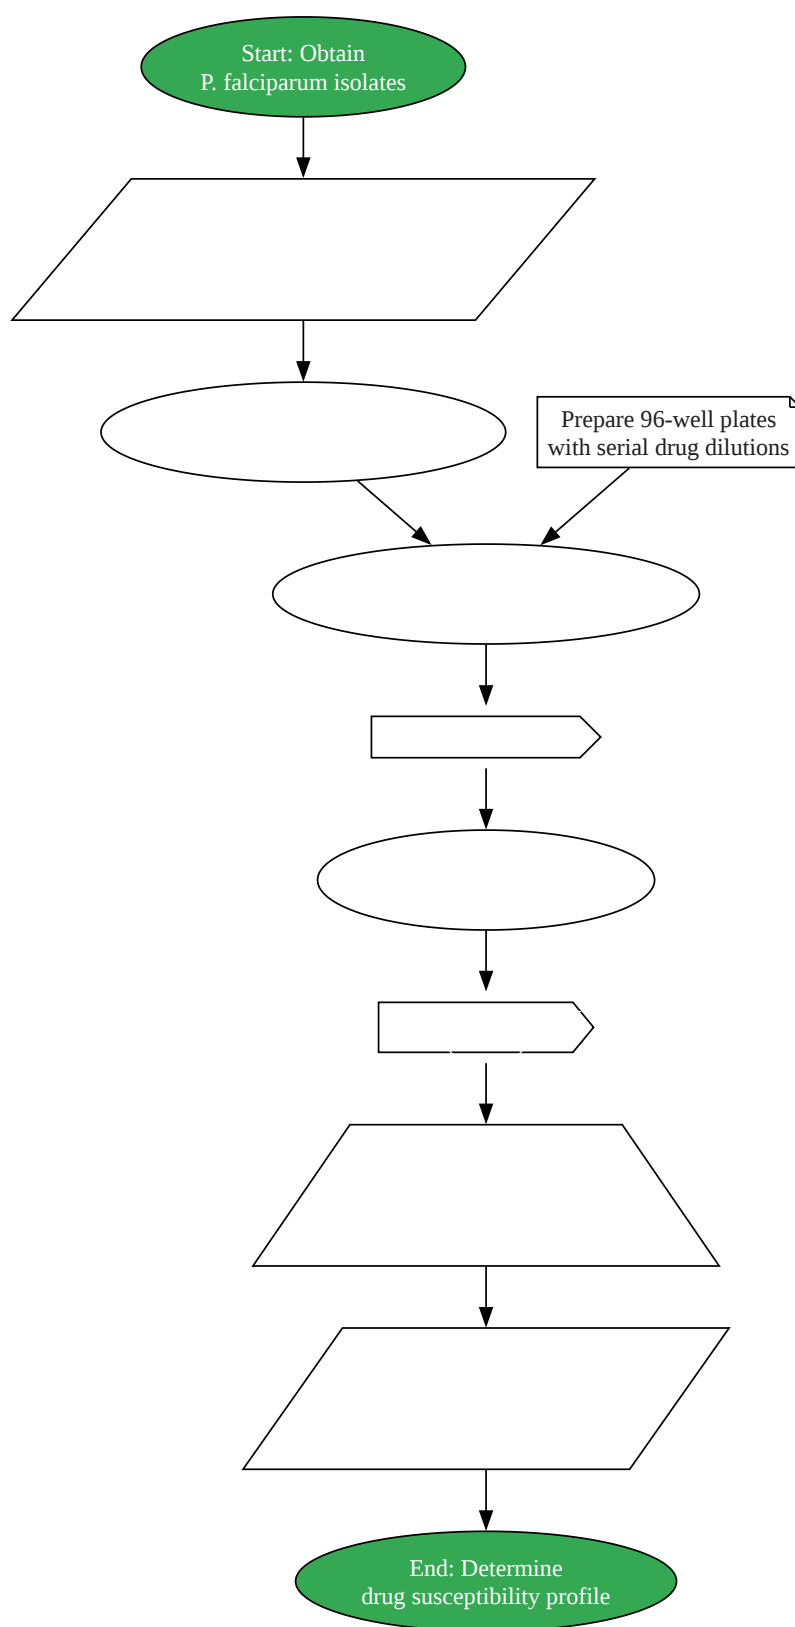 Start: Obtain
P. falciparum isolates
Prepare 96-well plates
with serial drug dilutions
End: Determine
drug susceptibility profile